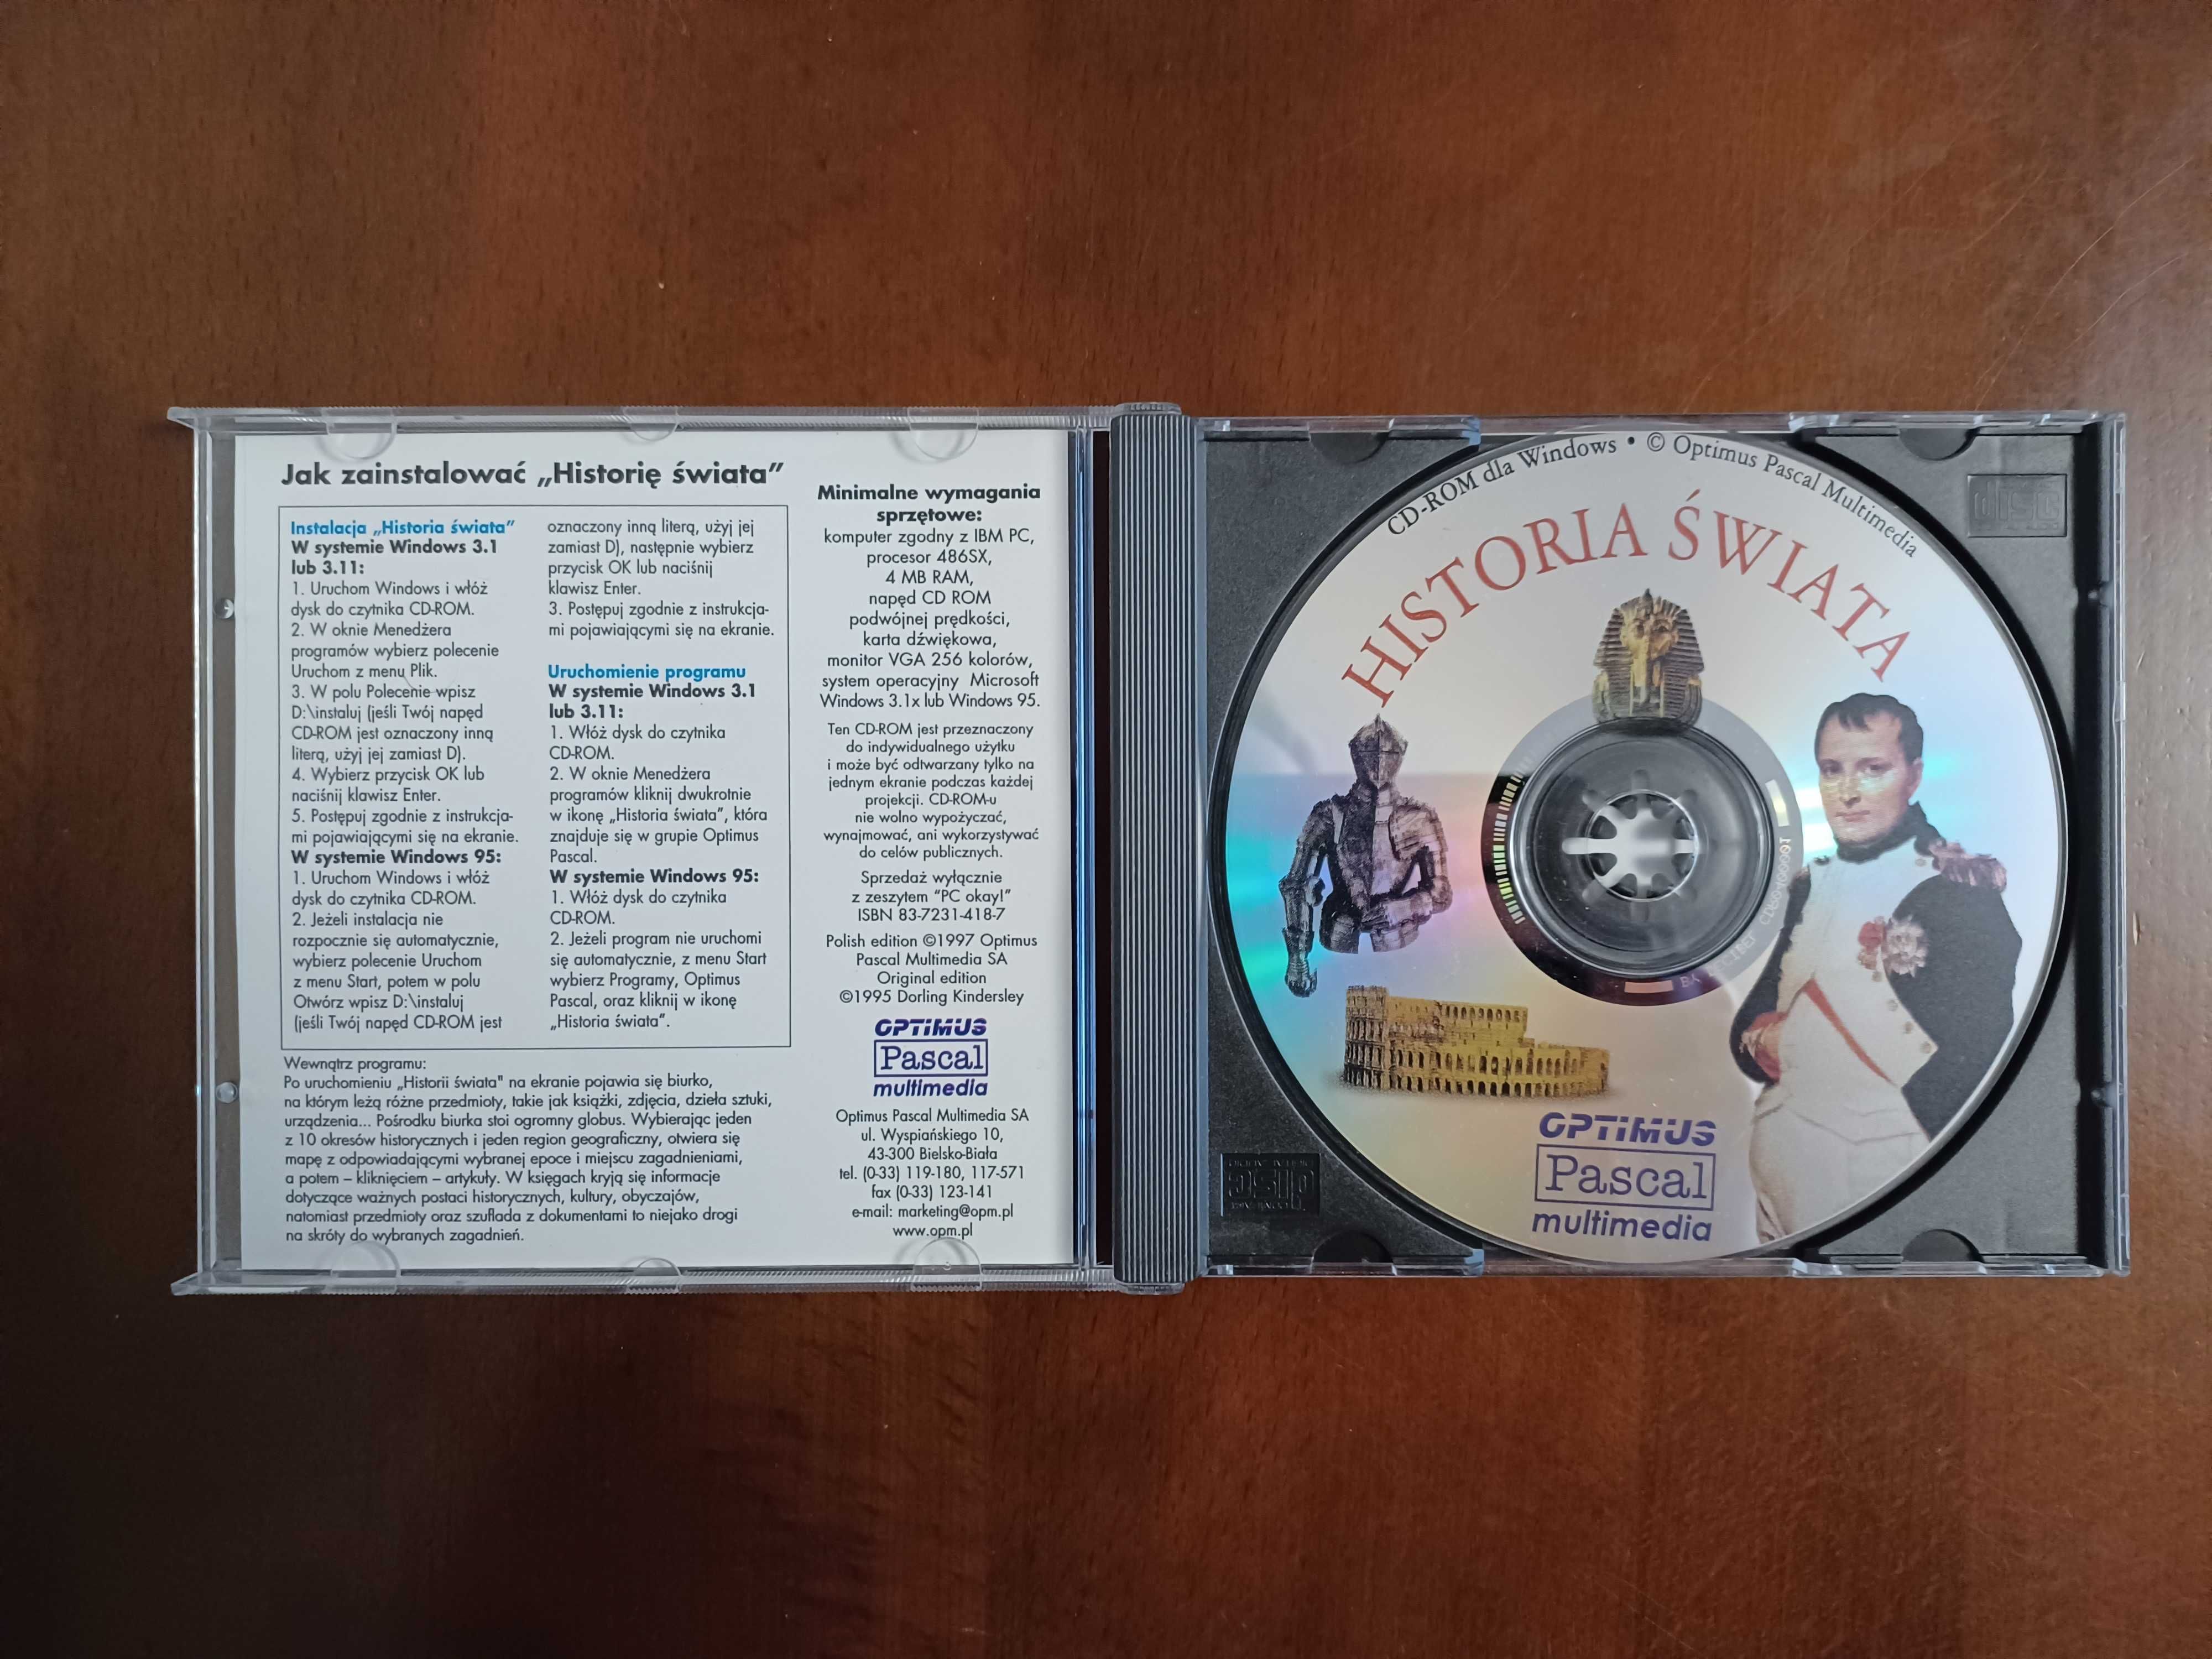 Jak zainstalować „Historię świata”
Instalacja „Historia świata”
W systemie Windows 3.1
lub 3.11:
1. Uruchom Windows i włóż
dysk do czytnika CD-ROM.
2. W oknie Menedżera
programów wybierz polecenie
Uruchom z menu Plik.
3. W polu Polecenie wpisz
D:\instaluj (jeśli Twój napęd
CD-ROM jest oznaczony inną
literą, użyj jej zamiast D).
4. Wybierz przycisk OK lub
naciśnij klawisz Enter.
5. Postępuj zgodnie z instrukcja-
mi pojawiającymi się na ekranie.
W systemie Windows 95:
1. Uruchom Windows i włóż
dysk do czytnika CD-ROM.
2. Jeżeli instalacja nie
rozpocznie się automatycznie,
wybierz polecenie Uruchom
z menu Start, potem w polu
Otwórz wpisz D:\instaluj
(jeśli Twój napęd CD-ROM jest
oznaczony inną literą, użyj jej
zamiast D), następnie wybierz
przycisk OK lub naciśnij
klawisz Enter.
3. Postępuj zgodnie z instrukcja-
mi pojawiającymi się na ekranie.
Uruchomienie programu
W systemie Windows 3.1
lub 3.11:
1. Włóż dysk do czytnika
CD-ROM.
2. W oknie Menedżera
programów kliknij dwukrotnie
w ikonę „Historia świata”, która
znajduje się w grupie Optimus
Pascal.
W systemie Windows 95:
1. Włóż dysk do czytnika
CD-ROM.
2. Jeżeli program nie uruchomi
się automatycznie, z menu Start
wybierz Programy, Optimus
Pascal, oraz kliknij w ikonę
„Historia świata”.
Wewnątrz programu:
Po uruchomieniu „Historii świata" na ekranie pojawia się biurko,
na którym leżą różne przedmioty, takie jak książki, zdjęcia, dzieła sztuki,
urządzenia... Pośrodku biurka stoi ogromny globus. Wybierając jeden
z 10 okresów historycznych i jeden region geograficzny, otwiera się
mapę z odpowiadającymi wybranej epoce i miejscu zagadnieniami,
a potem – kliknięciem – artykuły. W księgach kryją się informacje
dotyczące ważnych postaci historycznych, kultury, obyczajów,
natomiast przedmioty oraz szuflada z dokumentami to niejako drogi
na skróty do wybranych zagadnień.
Minimalne wymagania
sprzętowe:
komputer zgodny z IBM PC,
procesor 486SX,
4 MB RAM,
napęd CD ROM
podwójnej prędkości,
karta dźwiękowa,
monitor VGA 256 kolorów,
system operacyjny Microsoft
Windows 3.1x lub Windows 95.
Ten CD-ROM jest przeznaczony
do indywidualnego użytku
i może być odtwarzany tylko na
jednym ekranie podczas każdej
projekcji. CD-ROM-u
nie wolno wypożyczać,
wynajmować, ani wykorzystywać
do celów publicznych.
Sprzedaż wyłącznie
z zeszytem “PC okay!”
ISBN 83-7231-418-7
Polish edition ©1997 Optimus
Pascal Multimedia SA
Original edition
©1995 Dorling Kindersley
OPTIMUS
Pascal
multimedia
Optimus Pascal Multimedia SA
ul. Wyspiańskiego 10,
43-300 Bielsko-Biała
tel. (0-33) 119-180, 117-571
fax (0-33) 123-141
e-mail: marketing@opm.pl
www.opm.pl
CD-ROM dla Windows • © Optimus Pascal Multimedia
HISTORIA ŚWIATA
OPTIMUS
Pascal
multimedia
disc
disc